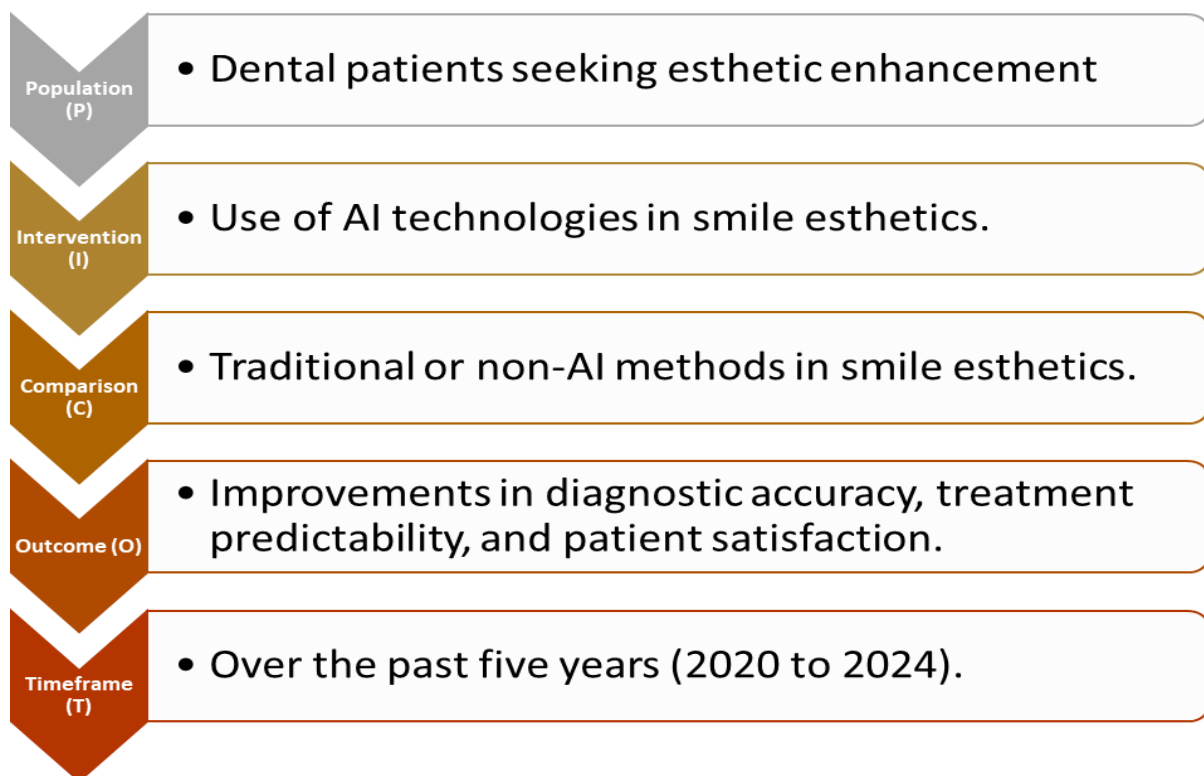 Population
(P)
• Dental patients seeking esthetic enhancement
Intervention
(I)
• Use of AI technologies in smile esthetics.
Comparison
(C)
• Traditional or non-AI methods in smile esthetics.
Outcome (O)
• Improvements in diagnostic accuracy, treatment
predictability, and patient satisfaction.
Timeframe
(T)
• Over the past five years (2020 to 2024).